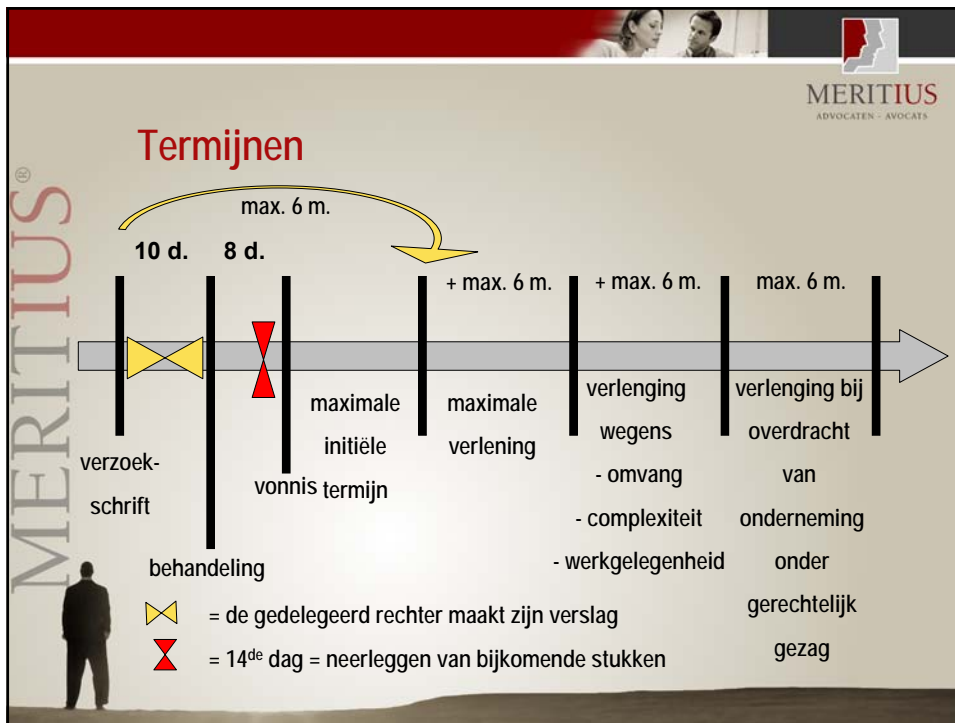 MERITIUS
ADVOCATEN - AVOCATS
MERITIUS®
Termijnen
max. 6 m.
10 d.
8 d.
+ max. 6 m.
+ max. 6 m.
max. 6 m.
verzoek-
schrift
behandeling
vonnis
maximale
initiële
termijn
maximale
verlening
verlenging
wegens
- omvang
- complexiteit
- werkgelegenheid
verlenging bij
overdracht
van
onderneming
onder
gerechtelijk
gezag
= de gedelegeerd rechter maakt zijn verslag
= 14de dag = neerleggen van bijkomende stukken